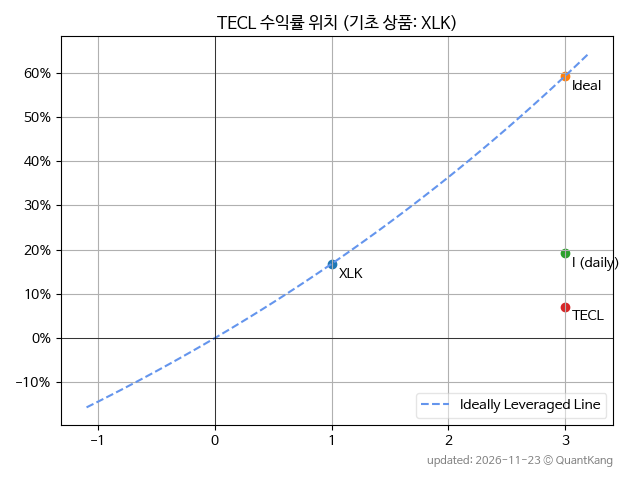 TECL 수익률 위치 (기초 상품: XLK)
60%
50%
40%
30%
20%
10%
0%
−10%
Ideal
XLK
I (daily)
TECL
Ideally Leveraged Line
−1
0
1
2
3
updated: 2026-11-23 © QuantKang